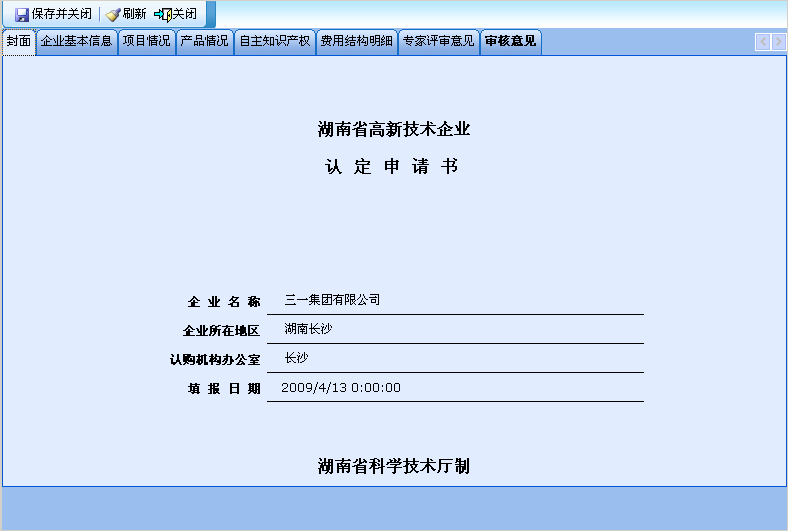 保存并关闭 刷新 关闭
封面 企业基本信息 项目情况 产品情况 自主知识产权 费用结构明细 专家评审意见 审核意见
湖南省高新技术企业
认 定 申 请 书
企 业 名 称 三一集团有限公司
企业所在地区 湖南长沙
认购机构办公室 长沙
填 报 日 期 2009/4/13 0:00:00
湖南省科学技术厅制